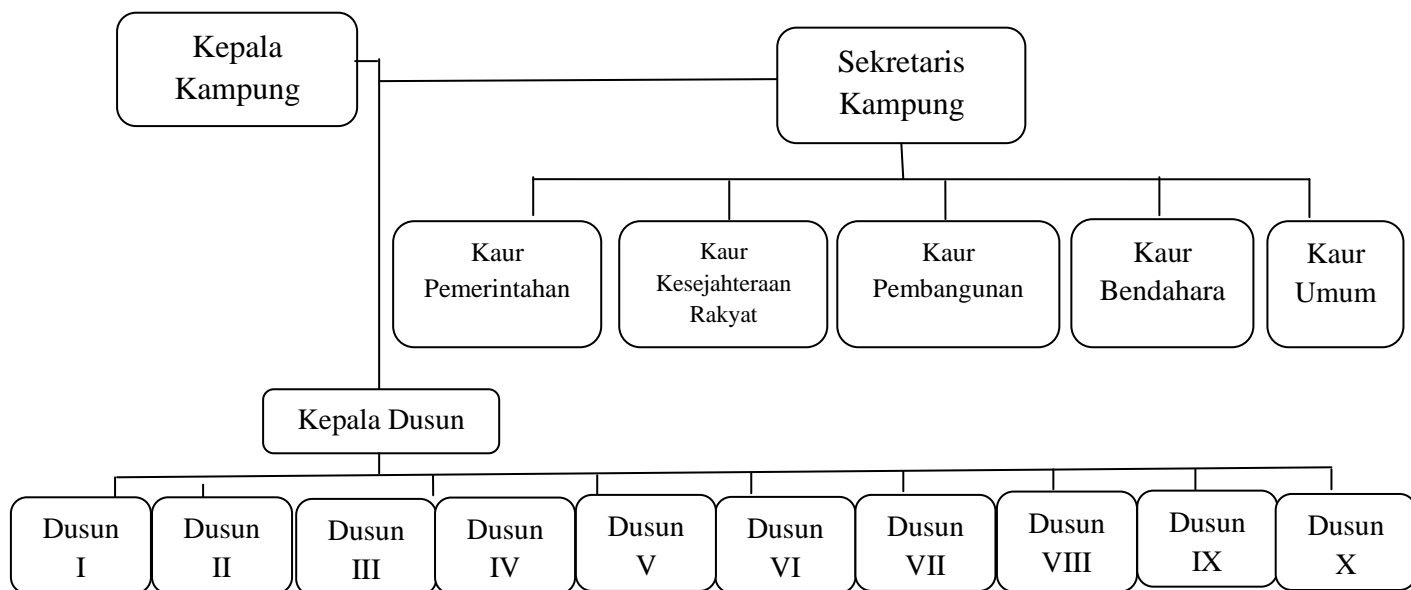 Kepala
Kampung
Sekretaris
Kampung
Kaur
Pemerintahan
Kaur
Kesejahteraan
Rakyat
Kaur
Pembangunan
Kaur
Bendahara
Kaur
Umum
Kepala Dusun
Dusun
I
Dusun
II
Dusun
III
Dusun
IV
Dusun
V
Dusun
VI
Dusun
VII
Dusun
VIII
Dusun
IX
Dusun
X